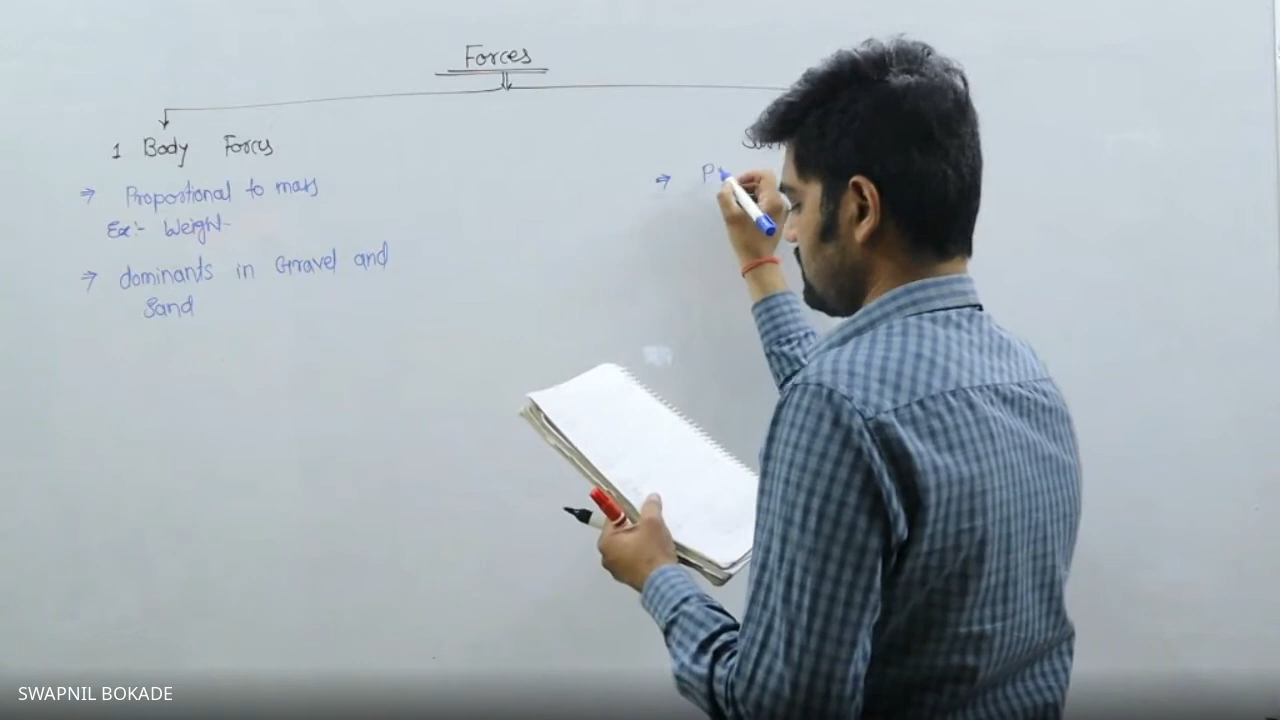 Forces
1 Body Forces
⇒ Proportional to mass
Ex:- Weight-
⇒ dominants in Gravel and
Sand
⇒ P
SWAPNIL BOKADE